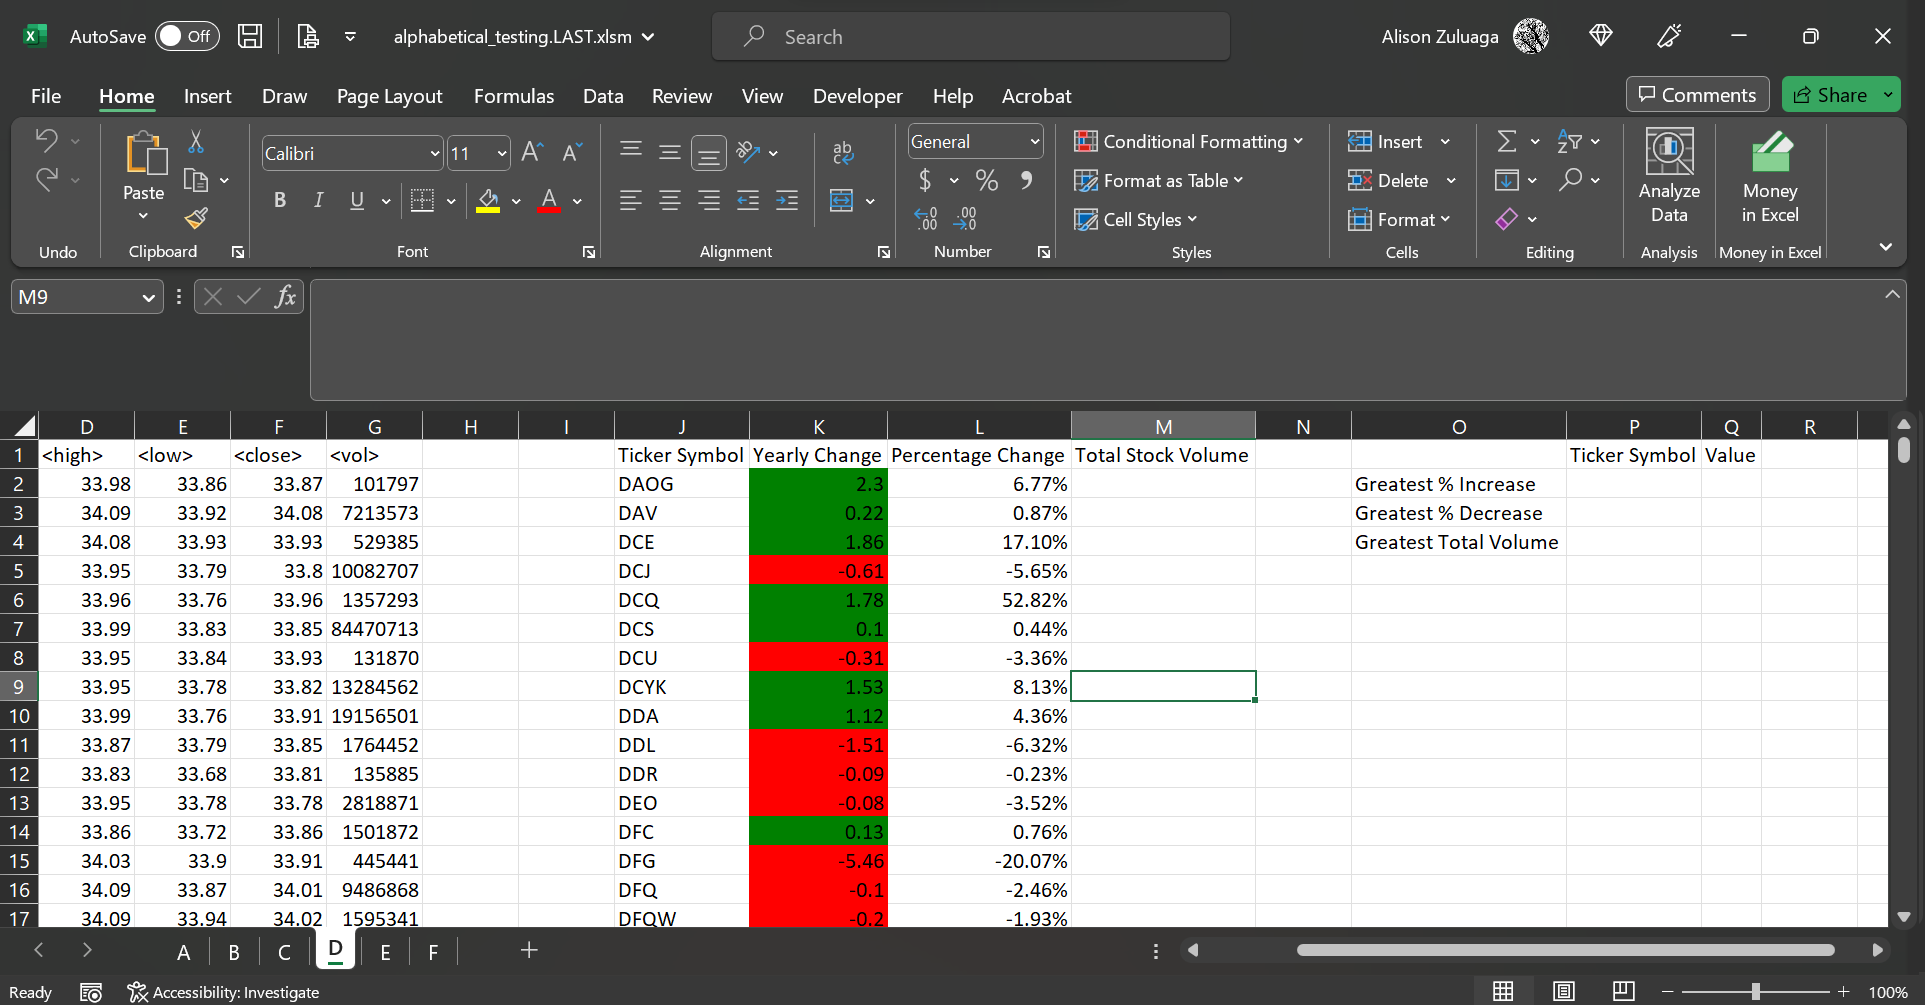 AutoSave Off alphabetical_testing.LAST.xlsm Search Alison Zuluaga
File Home Insert Draw Page Layout Formulas Data Review View Developer Help Acrobat Comments Share
Paste Calibri 11 General Conditional Formatting Format as Table Cell Styles Insert Delete Format Analyze Data Money in Excel
Undo Clipboard Font Alignment Number Styles Cells Editing Analysis Money in Excel
M9 fx
D E F G H I J K L M N O P Q R
1 <high> <low> <close> <vol> Ticker Symbol Yearly Change Percentage Change Total Stock Volume Ticker Symbol Value
2 33.98 33.86 33.87 101797 DAOG 2.3 6.77% Greatest % Increase
3 34.09 33.92 34.08 7213573 DAV 0.22 0.87% Greatest % Decrease
4 34.08 33.93 33.93 529385 DCE 1.86 17.10% Greatest Total Volume
5 33.95 33.79 33.8 10082707 DCJ -0.61 -5.65%
6 33.96 33.76 33.96 1357293 DCQ 1.78 52.82%
7 33.99 33.83 33.85 84470713 DCS 0.1 0.44%
8 33.95 33.84 33.93 131870 DCU -0.31 -3.36%
9 33.95 33.78 33.82 13284562 DCYK 1.53 8.13%
10 33.99 33.76 33.91 19156501 DDA 1.12 4.36%
11 33.87 33.79 33.85 1764452 DDL -1.51 -6.32%
12 33.83 33.68 33.81 135885 DDR -0.09 -0.23%
13 33.95 33.78 33.78 2818871 DEO -0.08 -3.52%
14 33.86 33.72 33.86 1501872 DFC 0.13 0.76%
15 34.03 33.9 33.91 445441 DFG -5.46 -20.07%
16 34.09 33.87 34.01 9486868 DFQ -0.1 -2.46%
17 34.09 33.94 34.02 1595341 DFQW -0.2 -1.93%
A B C D E F
Ready Accessibility: Investigate 100%